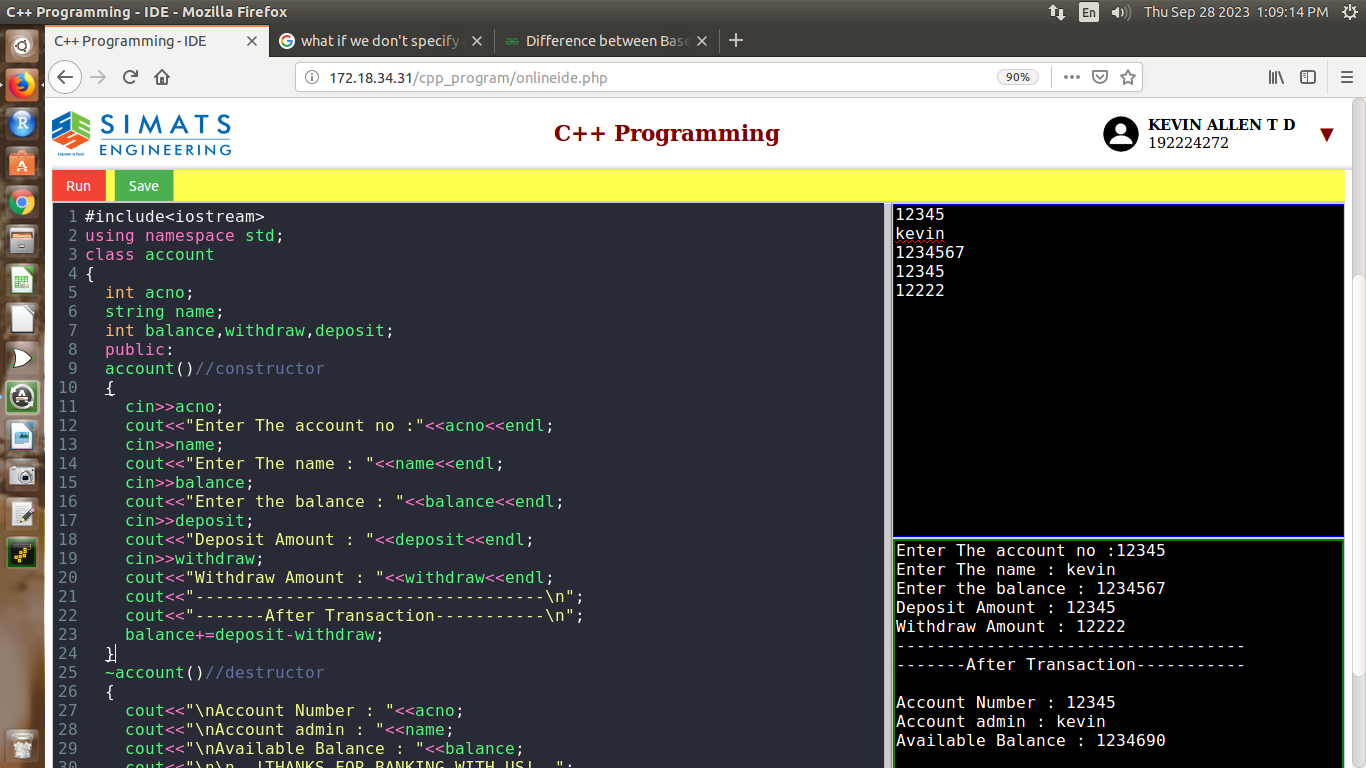 C++ Programming - IDE - Mozilla Firefox
En
Thu Sep 28 2023 1:09:14 PM
C++ Programming - IDE
what if we don't specify
Difference between Base
172.18.34.31/cpp_program/onlineide.php
90%
SIMATS
ENGINEERING
Engineer to Excel
C++ Programming
KEVIN ALLEN T D
192224272
Run
Save
1 #include<iostream>
2 using namespace std;
3 class account
4 {
5 int acno;
6 string name;
7 int balance,withdraw,deposit;
8 public:
9 account()//constructor
10 {
11 cin>>acno;
12 cout<<"Enter The account no :"<<acno<<endl;
13 cin>>name;
14 cout<<"Enter The name : "<<name<<endl;
15 cin>>balance;
16 cout<<"Enter the balance : "<<balance<<endl;
17 cin>>deposit;
18 cout<<"Deposit Amount : "<<deposit<<endl;
19 cin>>withdraw;
20 cout<<"Withdraw Amount : "<<withdraw<<endl;
21 cout<<"-----------------------------------\n";
22 cout<<"-------After Transaction-----------\n";
23 balance+=deposit-withdraw;
24 }
25 ~account()//destructor
26 {
27 cout<<"\nAccount Number : "<<acno;
28 cout<<"\nAccount admin : "<<name;
29 cout<<"\nAvailable Balance : "<<balance;
30 cout<<"\n\n !THANKS FOR BANKING WITH US! ";
12345
kevin
1234567
12345
12222
Enter The account no :12345
Enter The name : kevin
Enter the balance : 1234567
Deposit Amount : 12345
Withdraw Amount : 12222
-----------------------------------
-------After Transaction-----------
Account Number : 12345
Account admin : kevin
Available Balance : 1234690